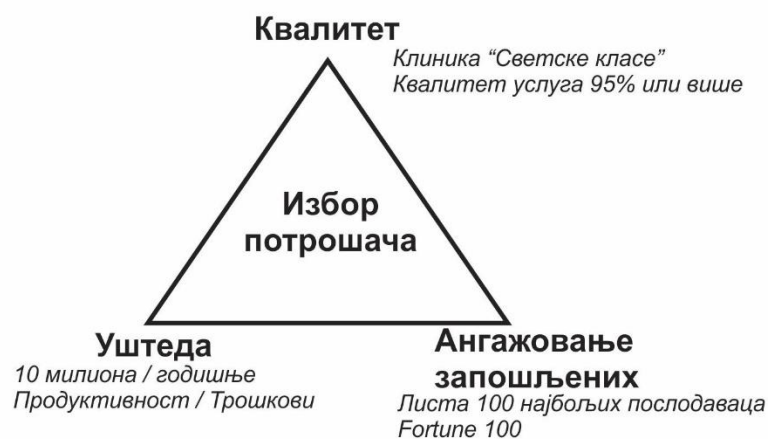 Квалитет
Клиника “Светске класе”
Квалитет услуга 95% или више
Избор
потрошача
Уштеда
10 милиона / годишње
Продуктивност / Трошкови
Ангажовање
запошљених
Листа 100 најбољих послодаваца
Fortune 100